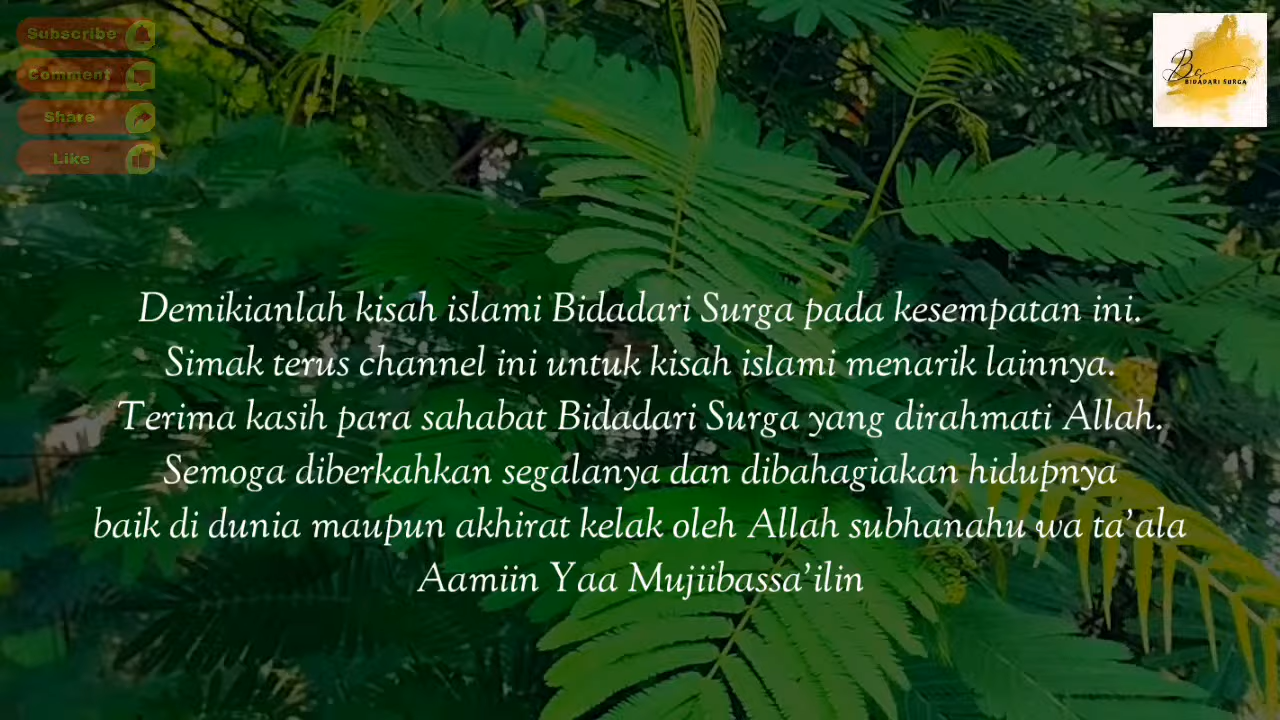 Subscribe
Comment
Share
Like
Bs
BIDADARI SURGA
Demikianlah kisah islami Bidadari Surga pada kesempatan ini.
Simak terus channel ini untuk kisah islami menarik lainnya.
Terima kasih para sahabat Bidadari Surga yang dirahmati Allah.
Semoga diberkahkan segalanya dan dibahagiakan hidupnya
baik di dunia maupun akhirat kelak oleh Allah subhanahu wa ta'ala
Aamiin Yaa Mujiibassa'ilin